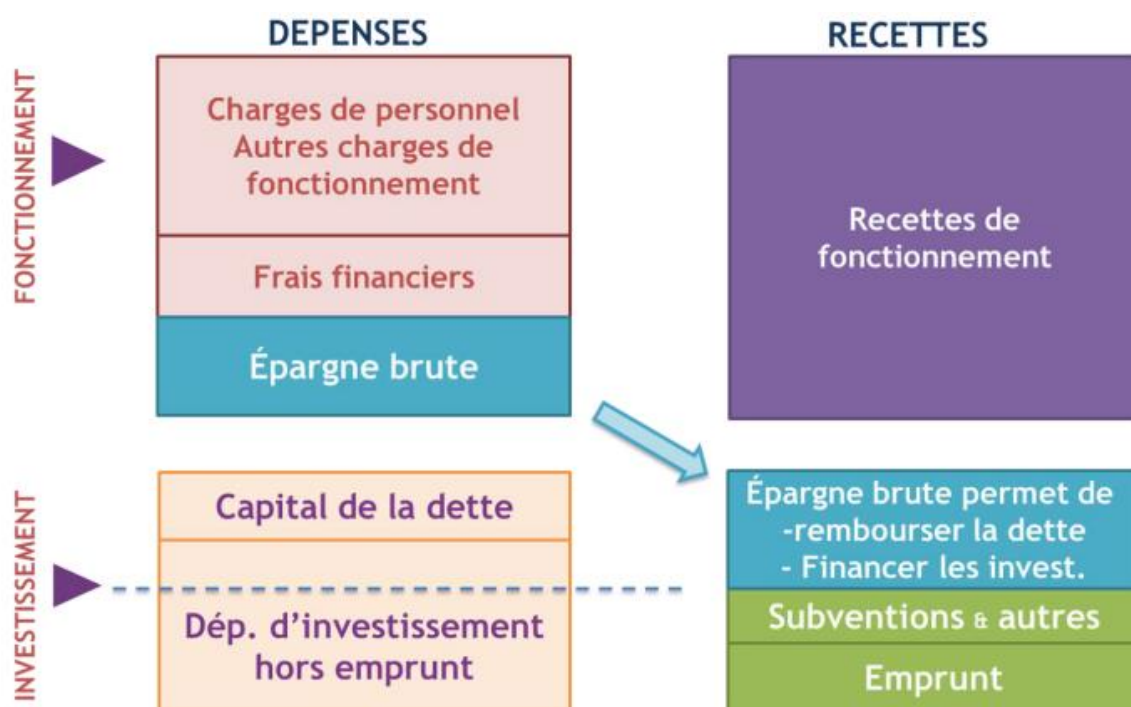 DEPENSES
RECETTES
FONCTIONNEMENT
Charges de personnel
Autres charges de
fonctionnement
Frais financiers
Épargne brute
Recettes de
fonctionnement
INVESTISSEMENT
Capital de la dette
Dép. d'investissement
hors emprunt
Épargne brute permet de
-rembourser la dette
- Financer les invest.
Subventions & autres
Emprunt